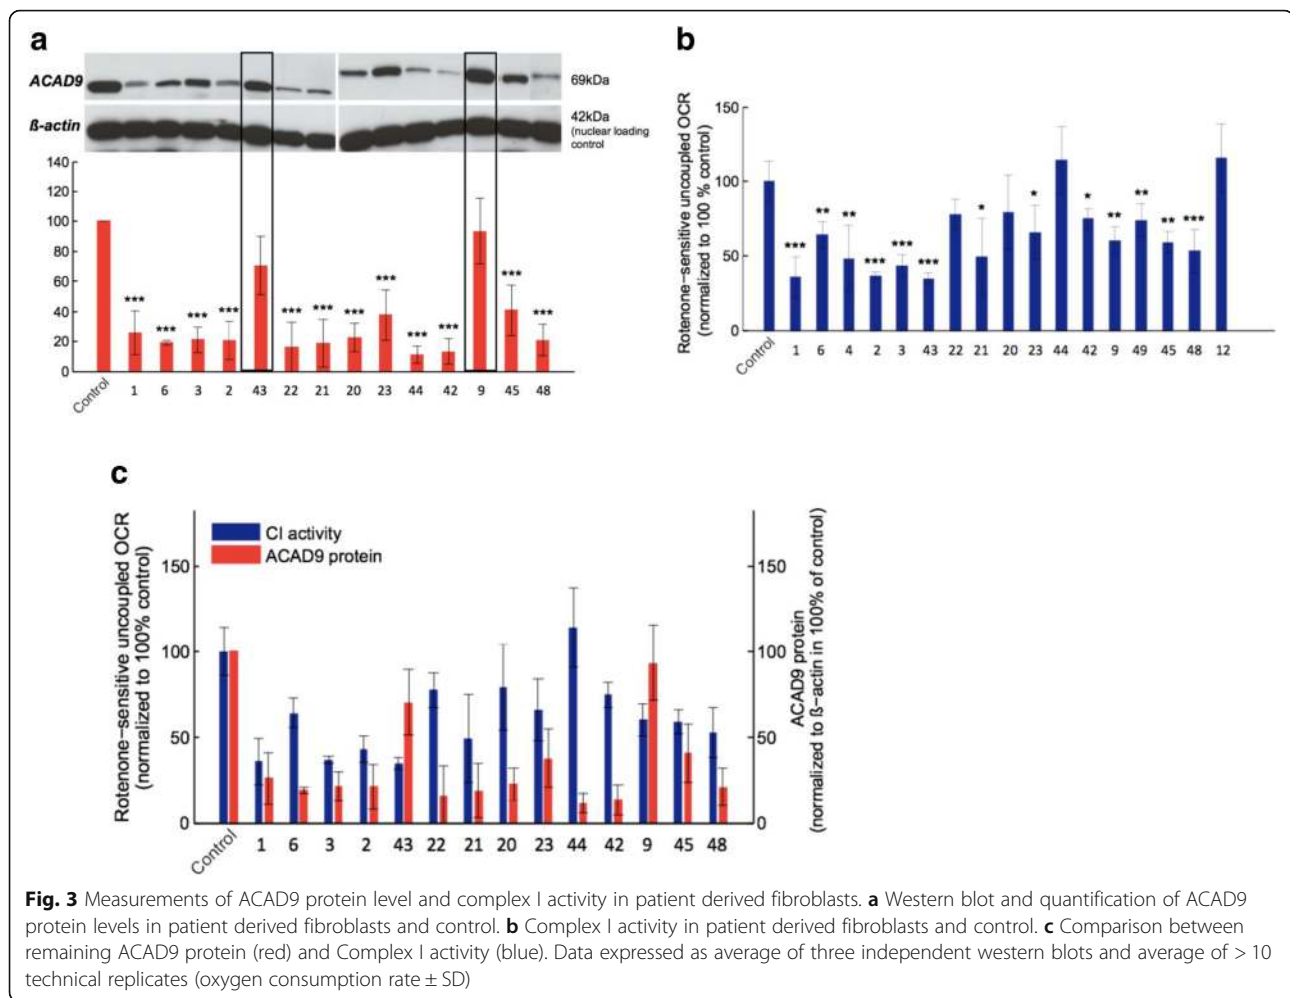 a
ACAD9
69kDa
ß-actin
42kDa
(nuclear loading
control
140
120
100
80
60
40
20
0
*** *** *** *** *** *** *** *** *** *** *** ***
Control 1 6 3 2 43 22 21 20 23 44 42 9 45 48
b
Rotenone-sensitive uncoupled OCR
(normalized to 100 % control)
150
100
50
0
*** ** ** *** *** *** * * * ** ** ** ***
Control 1 6 4 2 3 43 22 21 20 23 44 42 9 49 45 48 12
c
Rotenone-sensitive uncoupled OCR
(normalized to 100% control)
CI activity
ACAD9 protein
150
100
50
0
150
100
50
0
ACAD9 protein
(normalized to ß-actin in 100% of control)
Control 1 6 3 2 43 22 21 20 23 44 42 9 45 48
Fig. 3 Measurements of ACAD9 protein level and complex I activity in patient derived fibroblasts. a Western blot and quantification of ACAD9
protein levels in patient derived fibroblasts and control. b Complex I activity in patient derived fibroblasts and control. c Comparison between
remaining ACAD9 protein (red) and Complex I activity (blue). Data expressed as average of three independent western blots and average of > 10
technical replicates (oxygen consumption rate ± SD)